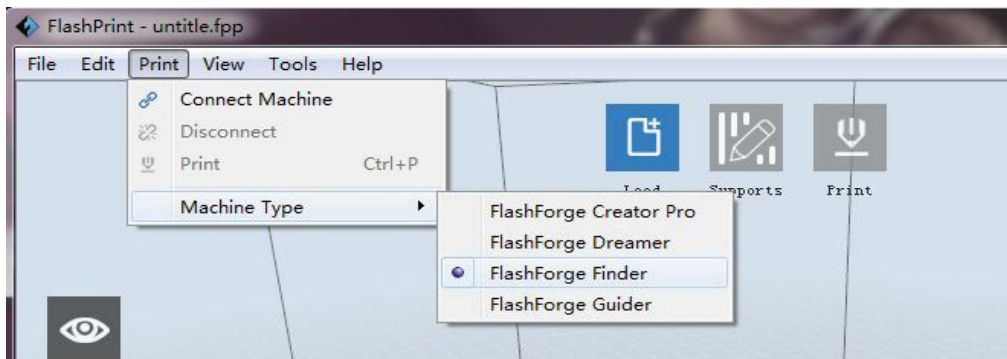 FlashPrint - untitle.fpp
File Edit Print View Tools Help
Connect Machine
Disconnect
Print Ctrl+P
Machine Type
Load Supports Print
FlashForge Creator Pro
FlashForge Dreamer
FlashForge Finder
FlashForge Guider